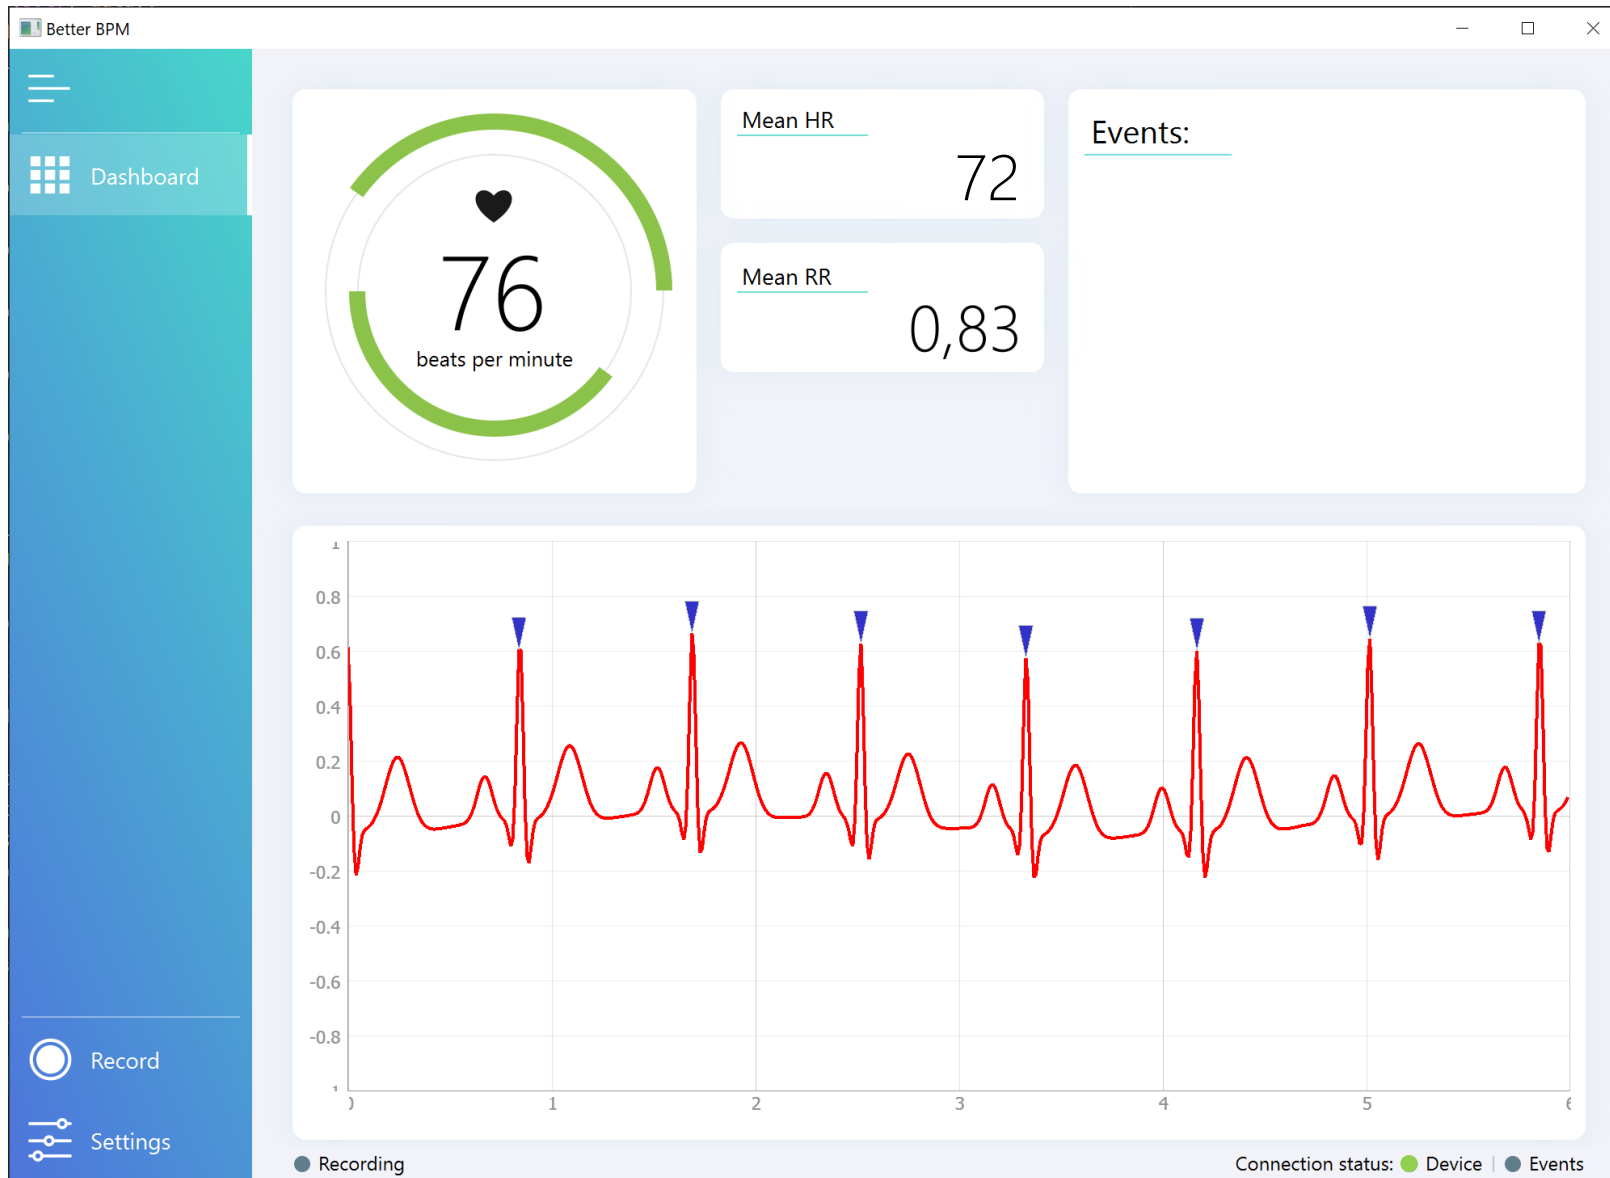 Better BPM
Dashboard
76
beats per minute
Mean HR
72
Mean RR
0,83
Events:
1
0.8
0.6
0.4
0.2
0
-0.2
-0.4
-0.6
-0.8
1 2 3 4 5
Record
Settings
Recording
Connection status: Device | Events